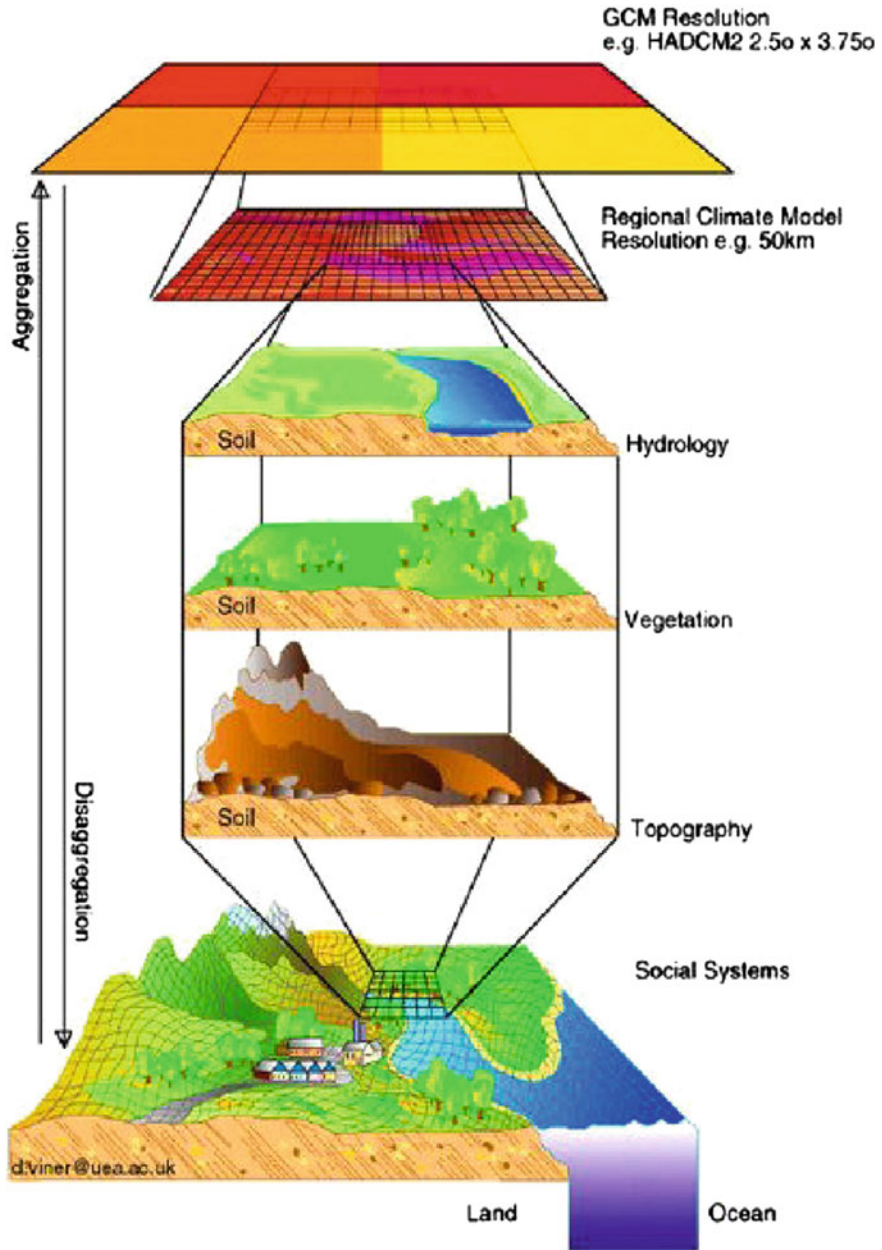 GCM Resolution
e.g. HADCM2 2.5o x 3.75o
Regional Climate Model
Resolution e.g. 50km
Aggregation
Soil
Hydrology
Soil
Vegetation
Soil
Topography
Disaggregation
Social Systems
d.viner@uea.ac.uk
Land
Ocean